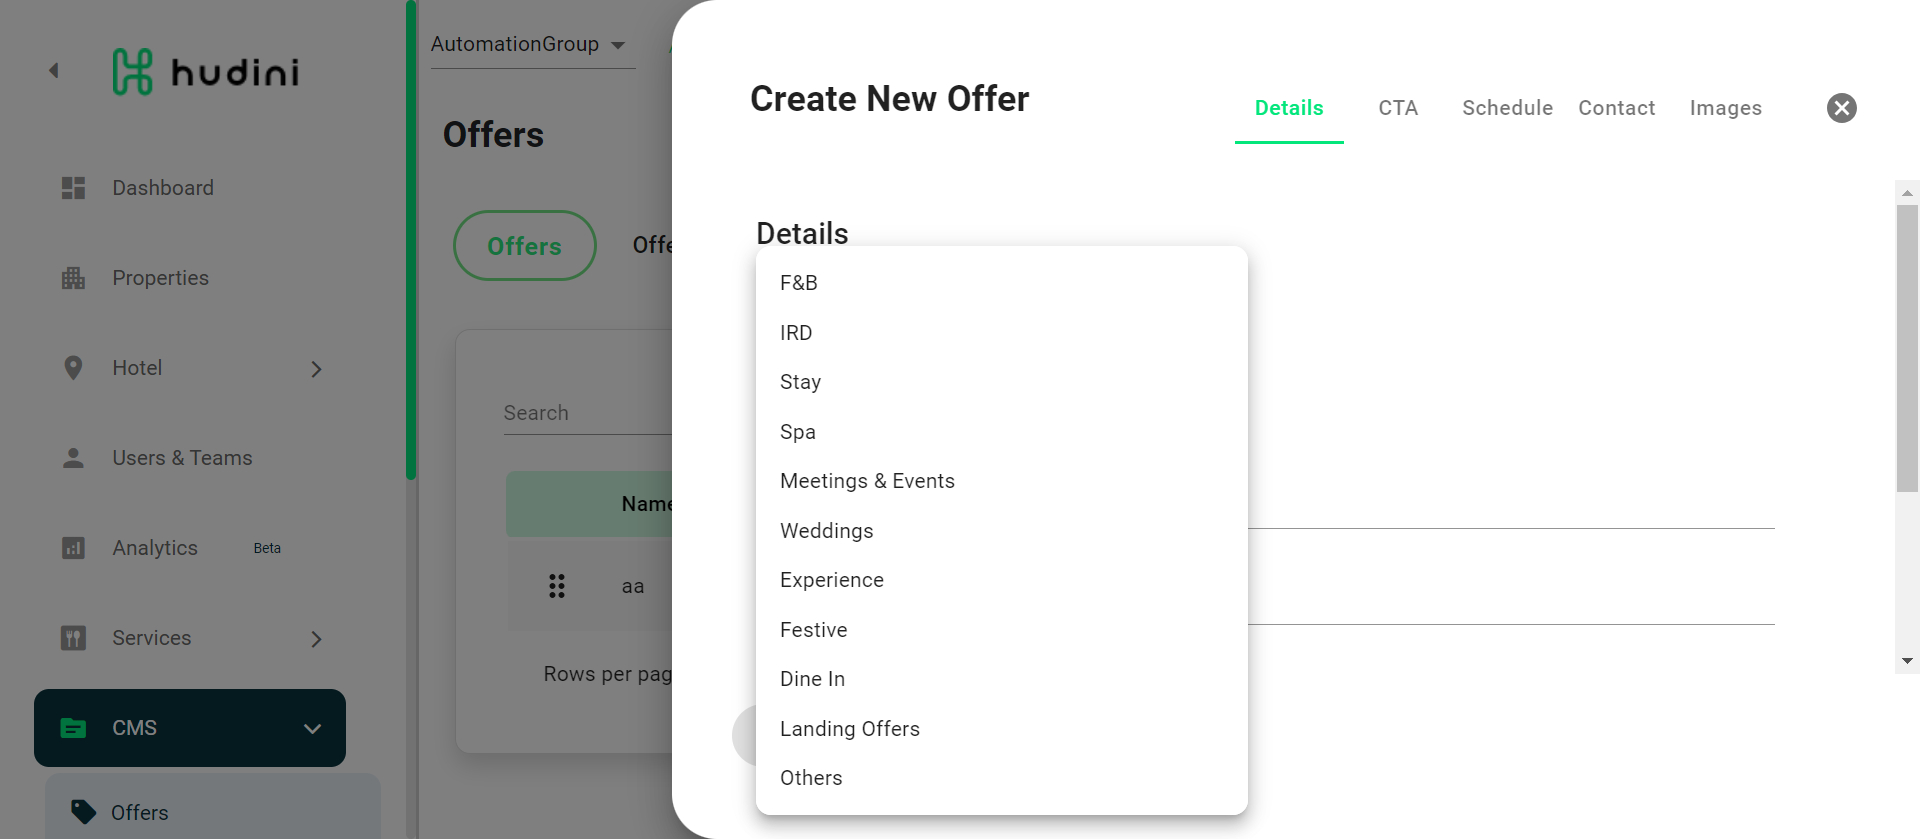 hudini
Dashboard
Properties
Hotel
Users & Teams
Analytics Beta
Services
CMS
Offers
AutomationGroup
Offers
Offers Offe
Search
Name
aa
Rows per pag
Create New Offer
Details CTA Schedule Contact Images
Details
F&B
IRD
Stay
Spa
Meetings & Events
Weddings
Experience
Festive
Dine In
Landing Offers
Others